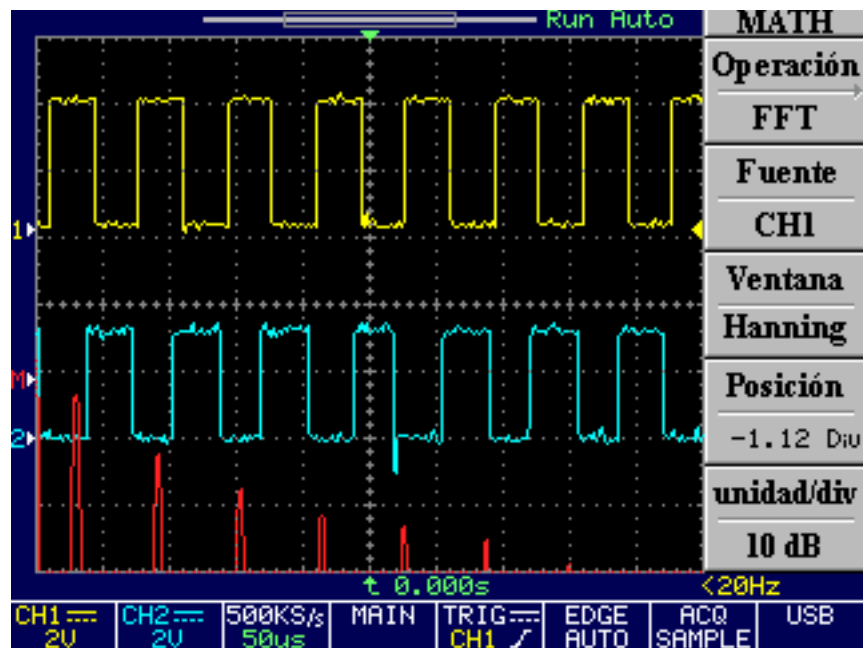 Run Auto
MATH
Operación
FFT
Fuente
CH1
Ventana
Hanning
Posición
-1.12 Div
unidad/div
10 dB
1
M
2
0.000s
<20Hz
CH1
2V
CH2
2V
500KS/s
50us
MAIN
TRIG
CH1
EDGE
AUTO
ACQ
SAMPLE
USB